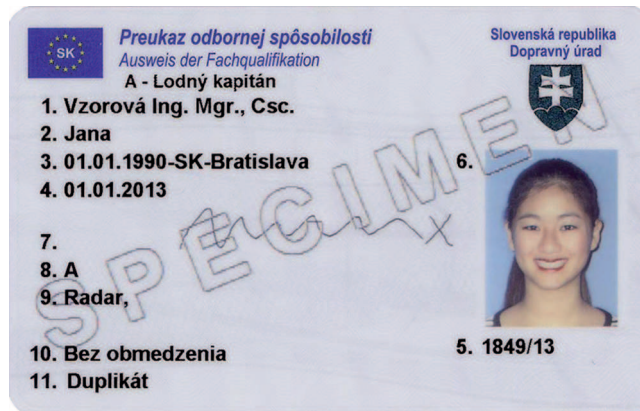 SK
Preukaz odbornej spôsobilosti
Ausweis der Fachqualifikation
A - Lodný kapitán
Slovenská republika
Dopravný úrad
1. Vzorová Ing. Mgr., Csc.
2. Jana
3. 01.01.1990-SK-Bratislava
4. 01.01.2013
6.
7.
8. A
9. Radar,
10. Bez obmedzenia
11. Duplikát
5. 1849/13
SPECIMEN